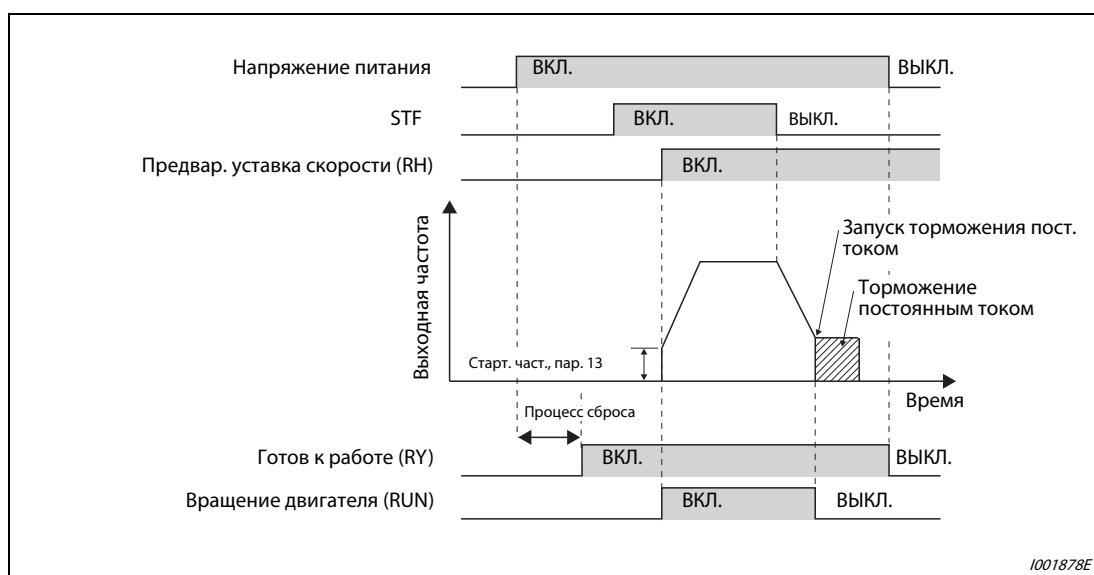 Напряжение питания
ВКЛ.
ВЫКЛ.
STF
ВКЛ.
ВЫКЛ.
Предвар. уставка скорости (RH)
ВКЛ.
Выходная частота
Запуск торможения пост.
током
Торможение
постоянным током
Старт. част., пар. 13
Время
Процесс сброса
Готов к работе (RY)
ВКЛ.
ВЫКЛ.
Вращение двигателя (RUN)
ВКЛ.
ВЫКЛ.
I001878E